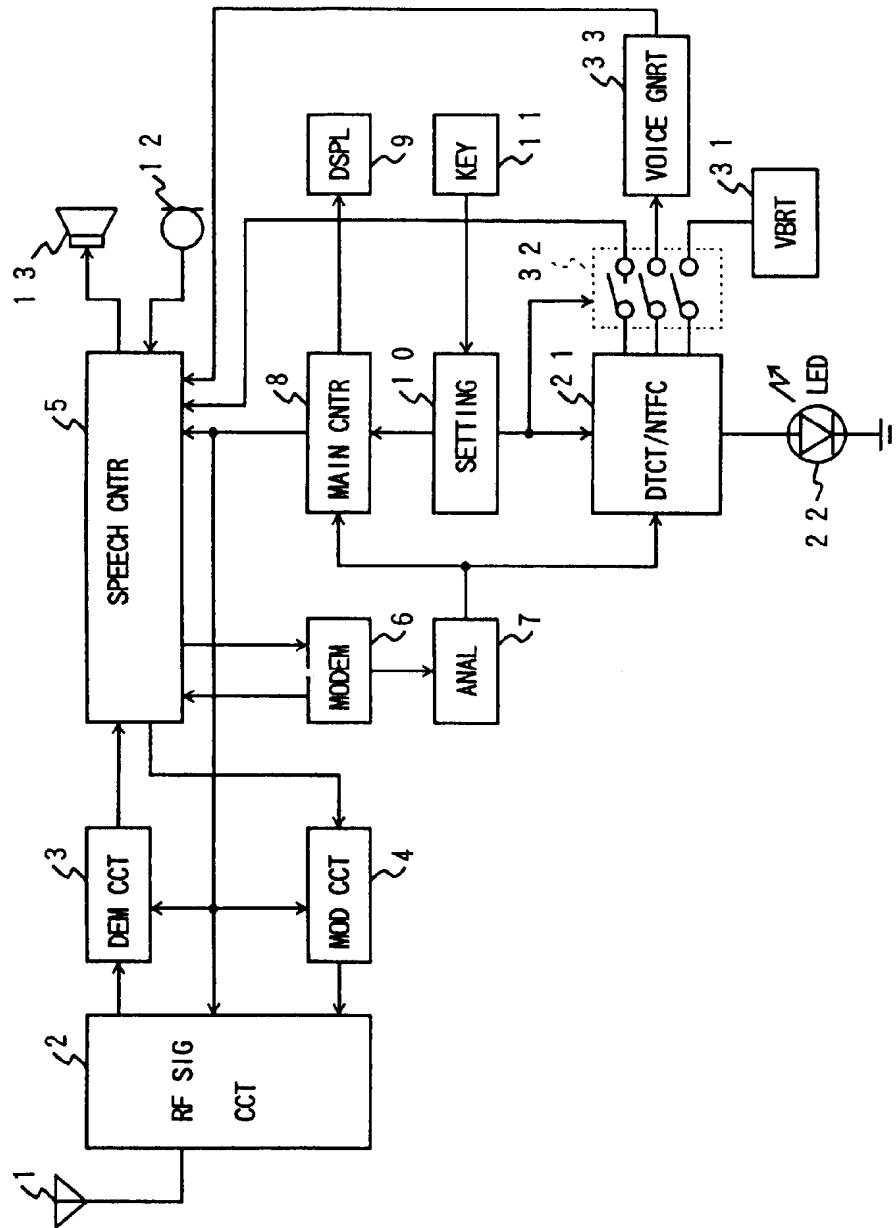 1
2
RF SIG
CCT
3
DEM CCT
4
MOD CCT
5
SPEECH CNTR
13
12
6
MODEM
7
ANAL
8
MAIN CNTR
DSPL
9
10
SETTING
KEY
11
21
DTCT/NTFC
32
VOICE GNRT
33
VBRT
31
LED
22